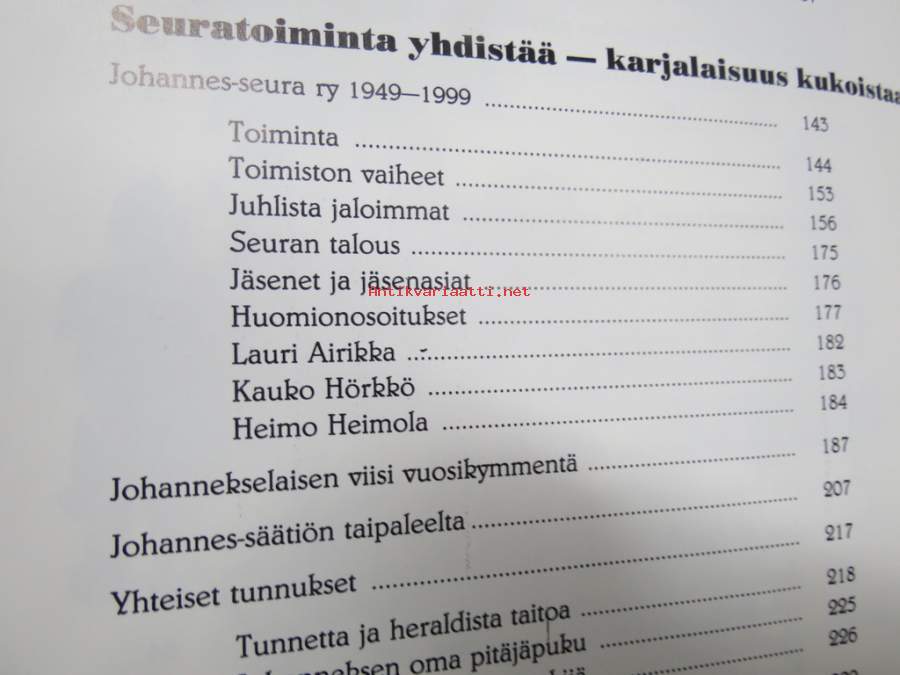 Seuratoiminta yhdistää — karjalaisuus kukoistaa
Johannes-seura ry 1949—1999 143
Toiminta 144
Toimiston vaiheet 153
Juhlista jaloimmat 156
Seuran talous 175
Jäsenet ja jäsenasiat 176
Antikvariaatti.net
Huomionosoitukset 177
Lauri Airikka 182
Kauko Hörkkö 183
Heimo Heimola 184
Johannekselaisen viisi vuosikymmentä 187
Johannes-säätiön taipaleelta 207
Yhteiset tunnukset 217
Tunnetta ja heraldista taitoa 218
oma pitäjäpuku 225
226